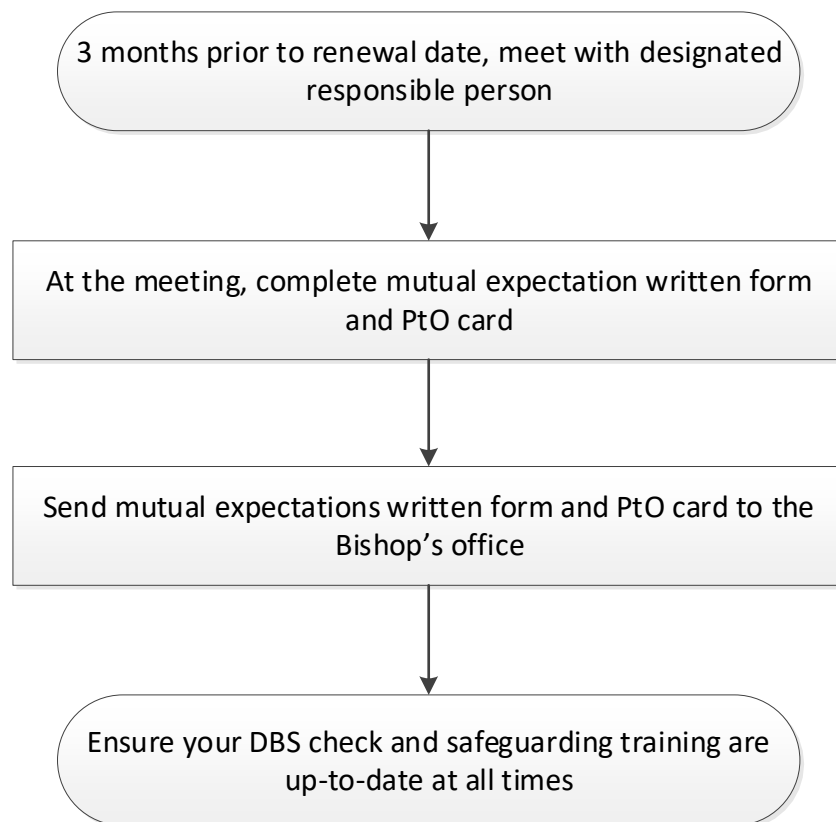 3 months prior to renewal date, meet with designated
responsible person
At the meeting, complete mutual expectation written form
and PtO card
Send mutual expectations written form and PtO card to the
Bishop’s office
Ensure your DBS check and safeguarding training are
up-to-date at all times